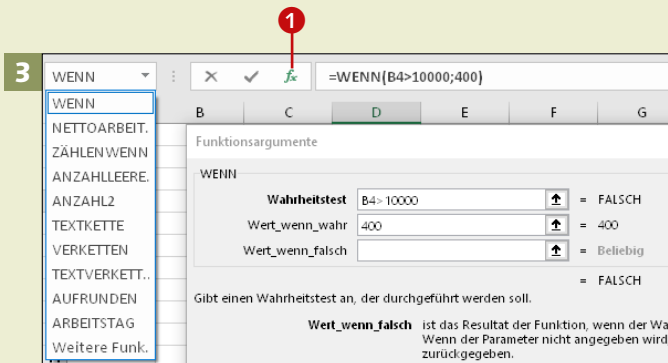 1
3
WENN =WENN(B4>10000;400)
WENN
NETTOARBEIT.
ZÄHLENWENN
ANZAHLLEERE.
ANZAHL2
TEXTKETTE
VERKETTEN
TEXTVERKETT..
AUFRUNDEN
ARBEITSTAG
Weitere Funk.
B C D E F G
Funktionsargumente
WENN
Wahrheitstest B4>10000 = FALSCH
Wert_wenn_wahr 400 = 400
Wert_wenn_falsch = Beliebig
= FALSCH
Gibt einen Wahrheitstest an, der durchgeführt werden soll.
Wert_wenn_falsch ist das Resultat der Funktion, wenn der Wa
Wenn der Parameter nicht angegeben wird
zurückgegeben.